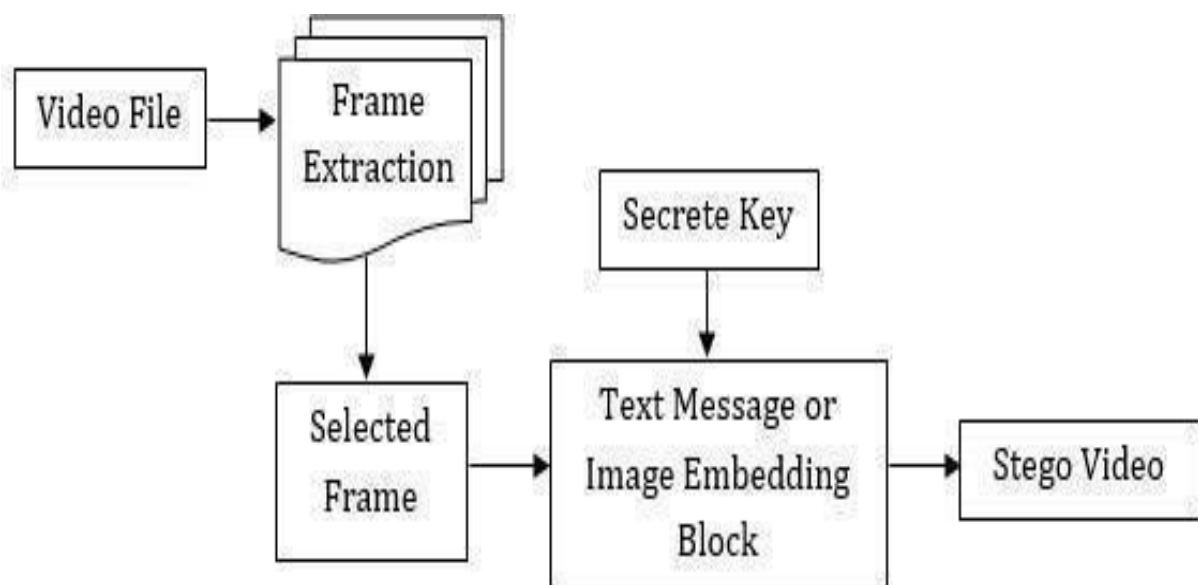 Video File
Frame
Extraction
Secrete Key
Selected
Frame
Text Message or
Image Embedding
Block
Stego Video